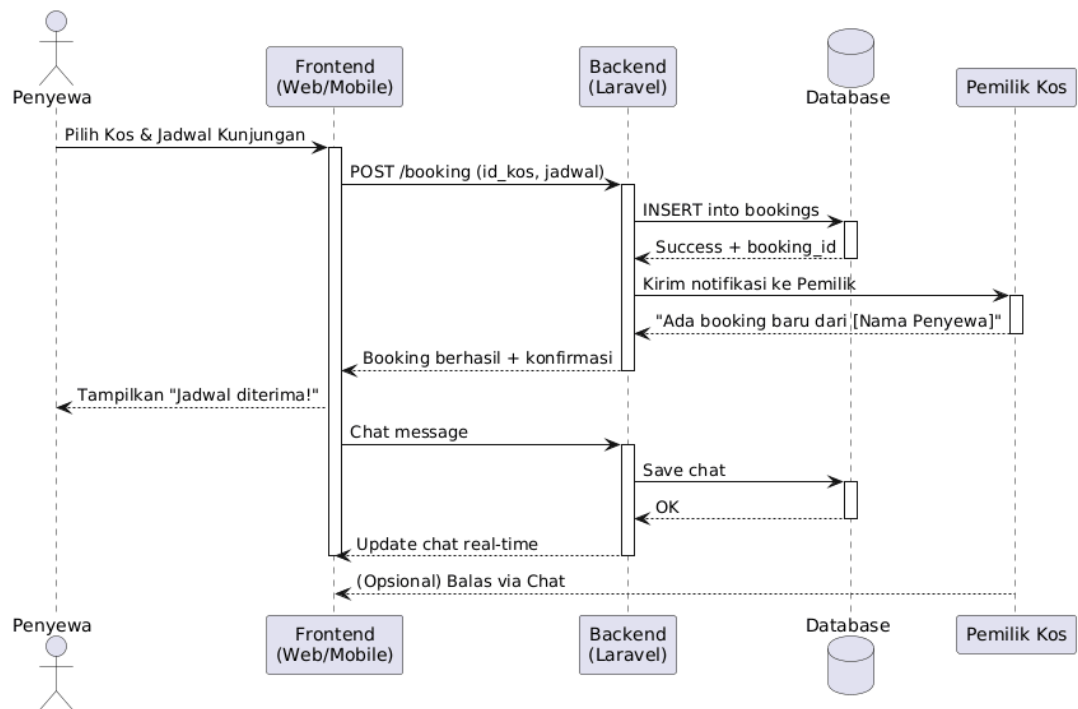 Penyewa
Frontend
(Web/Mobile)
Backend
(Laravel)
Database
Pemilik Kos
Pilih Kos & Jadwal Kunjungan
POST /booking (id_kos, jadwal)
INSERT into bookings
Success + booking_id
Kirim notifikasi ke Pemilik
"Ada booking baru dari [Nama Penyewa]"
Booking berhasil + konfirmasi
Tampilkan "Jadwal diterima!"
Chat message
Save chat
OK
Update chat real-time
(Opsional) Balas via Chat
Penyewa
Frontend
(Web/Mobile)
Backend
(Laravel)
Database
Pemilik Kos